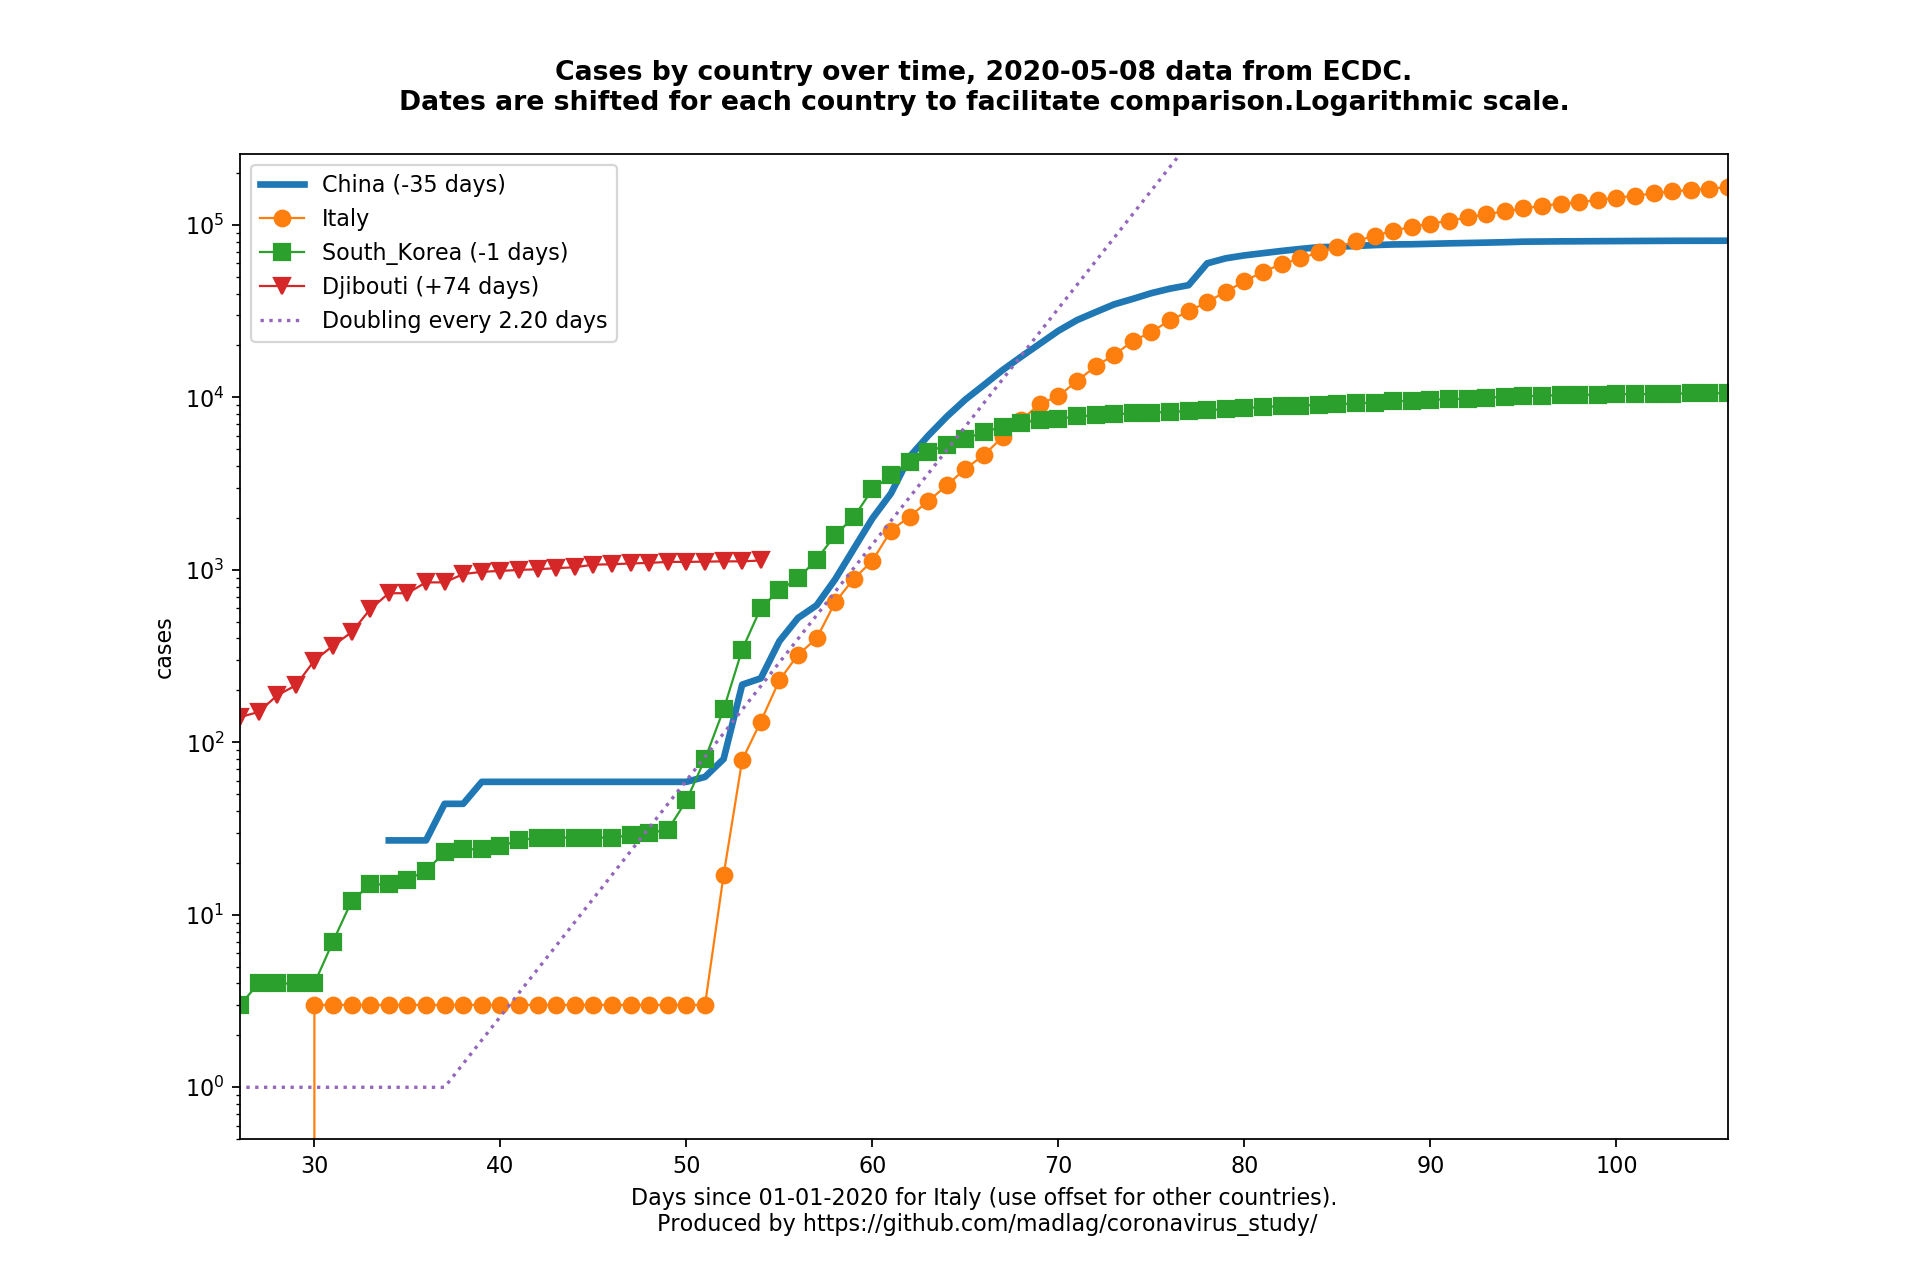 Cases by country over time, 2020-05-08 data from ECDC.
Dates are shifted for each country to facilitate comparison.Logarithmic scale.
China (-35 days)
Italy
South_Korea (-1 days)
Djibouti (+74 days)
Doubling every 2.20 days
cases
10^5
10^4
10^3
10^2
10^1
10^0
30 40 50 60 70 80 90 100
Days since 01-01-2020 for Italy (use offset for other countries).
Produced by https://github.com/madlag/coronavirus_study/